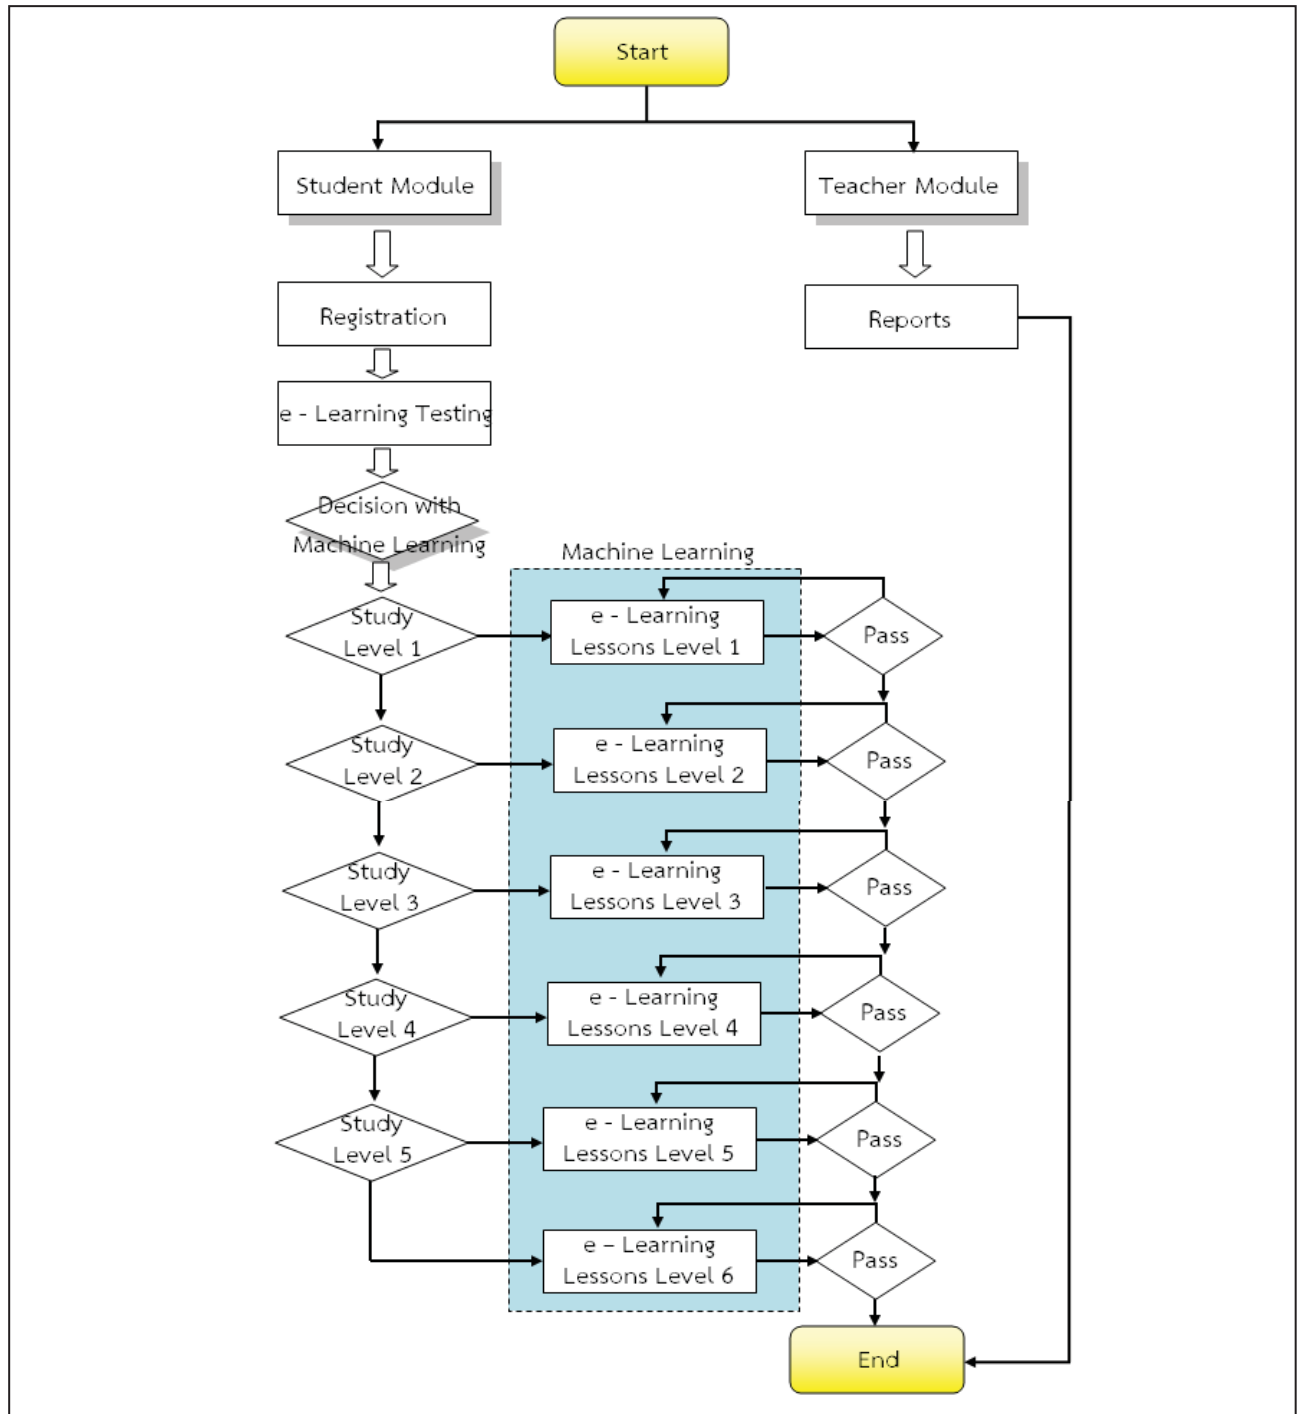 Start
Student Module
Teacher Module
Registration
Reports
e - Learning Testing
Decision with
Machine Learning
Machine Learning
Study
Level 1
e - Learning
Lessons Level 1
Pass
Study
Level 2
e - Learning
Lessons Level 2
Pass
Study
Level 3
e - Learning
Lessons Level 3
Pass
Study
Level 4
e - Learning
Lessons Level 4
Pass
Study
Level 5
e - Learning
Lessons Level 5
Pass
e – Learning
Lessons Level 6
Pass
End